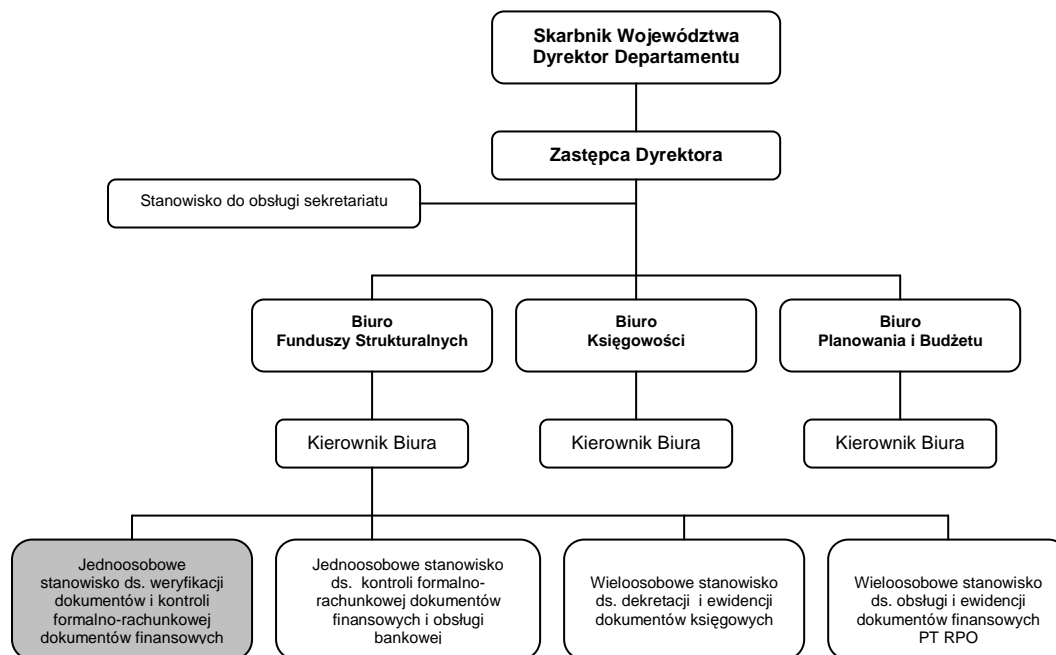 Skarbnik Województwa
Dyrektor Departamentu
Zastępca Dyrektora
Stanowisko do obsługi sekretariatu
Biuro
Funduszy Strukturalnych
Biuro
Księgowości
Biuro
Planowania i Budżetu
Kierownik Biura
Kierownik Biura
Kierownik Biura
Jednoosobowe
stanowisko ds. weryfikacji
dokumentów i kontroli
formalno-rachunkowej
dokumentów finansowych
Jednoosobowe stanowisko
ds. kontroli formalno-
rachunkowej dokumentów
finansowych i obsługi
bankowej
Wieloosobowe stanowisko
ds. dekretacji i ewidencji
dokumentów księgowych
Wieloosobowe stanowisko
ds. obsługi i ewidencji
dokumentów finansowych
PT RPO